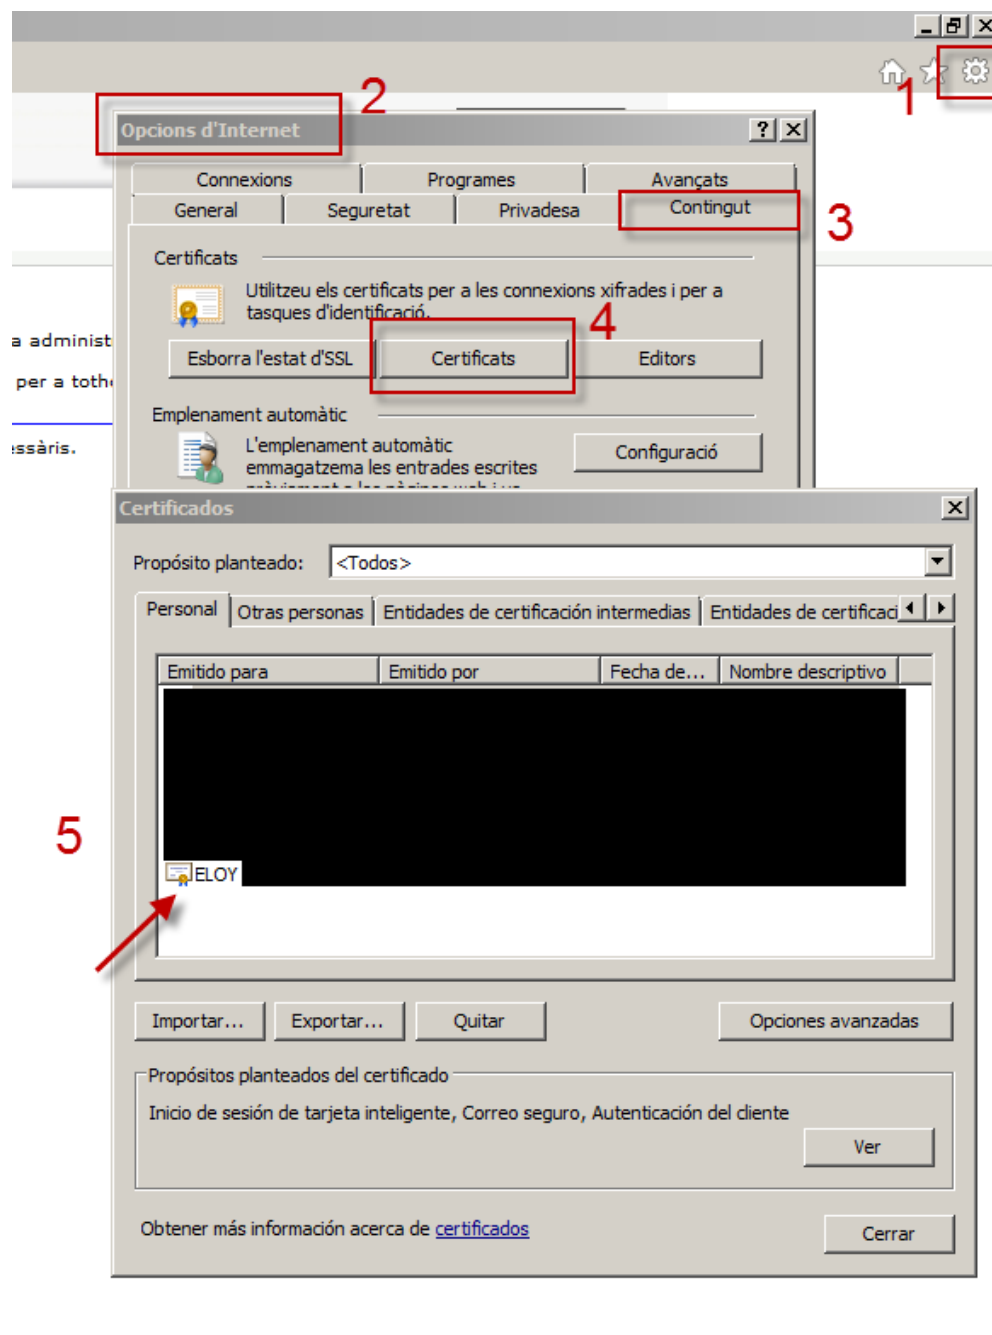 1
2
Opcions d'Internet
Connexions Programes Avançats
General Seguretat Privadesa Contingut
3
Certificats
Utilitzeu els certificats per a les connexions xifrades i per a
tasques d'identificació.
4
a administ
Esborra l'estat d'SSL Certificats Editors
per a toth
Emplenament automàtic
essàris.
L'emplenament automàtic
emmagatzema les entrades escrites
Configuració
Certificados
Propósito planteado: <Todos>
Personal Otras personas Entidades de certificación intermedias Entidades de certificaci
Emitido para Emitido por Fecha de... Nombre descriptivo
5
ELOY
Importar... Exportar... Quitar Opciones avanzadas
Propósitos planteados del certificado
Inicio de sesión de tarjeta inteligente, Correo seguro, Autenticación del cliente
Ver
Obtener más información acerca de certificados
Cerrar